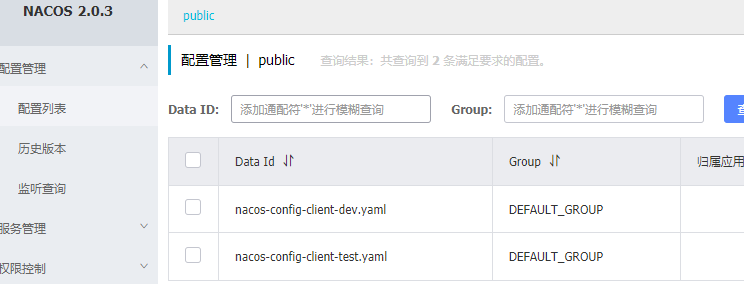 NACOS 2.0.3
public
配置管理
配置管理 | public 查询结果：共查询到 2 条满足要求的配置。
配置列表
Data ID: 添加通配符'*'进行模糊查询 Group: 添加通配符'*'进行模糊查询
历史版本
Data Id Group 归属应用
监听查询
nacos-config-client-dev.yaml DEFAULT_GROUP
服务管理
nacos-config-client-test.yaml DEFAULT_GROUP
权限控制